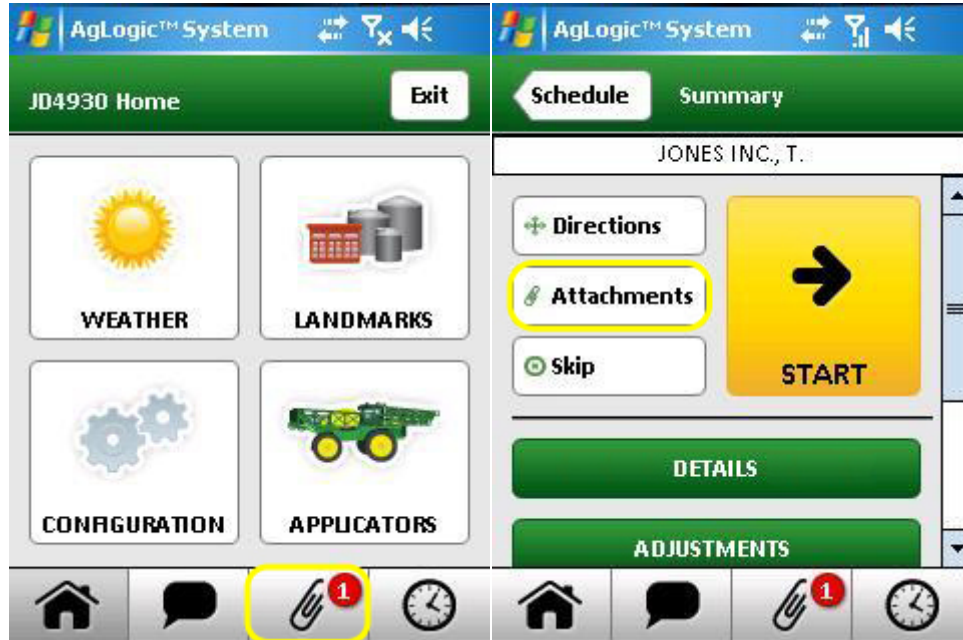 AgLogic™ System
JD4930 Home
Exit
WEATHER
LANDMARKS
CONFIGURATION
APPLICATORS
1
AgLogic™ System
Schedule
Summary
JONES INC., T.
Directions
Attachments
Skip
START
DETAILS
ADJUSTMENTS
1